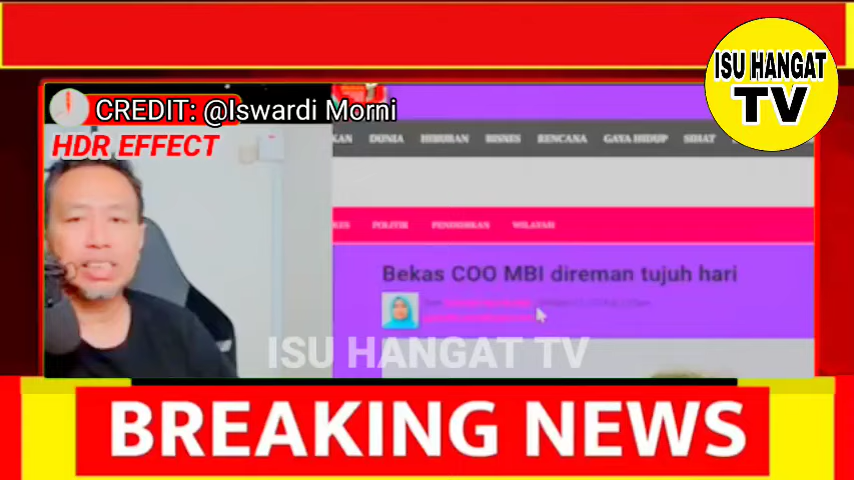 ISU HANGAT
TV
CREDIT: @Iswardi Morni
HDR EFFECT
KAN DUNIA HIBURAN BISNES RENCANA GAYA HIDUP SIHAT
POLITIK PENDIDIKAN WILAYAH
Bekas COO MBI direman tujuh hari
ISU HANGAT TV
BREAKING NEWS